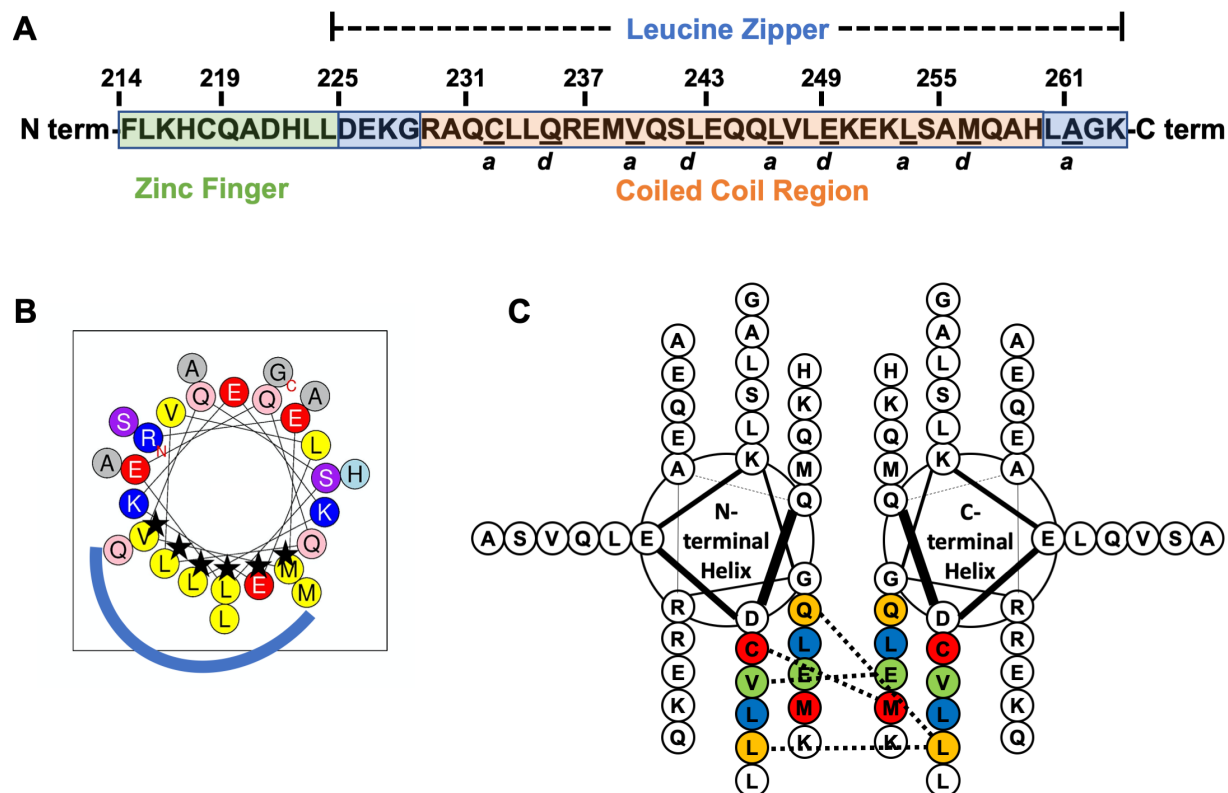 A
Leucine Zipper
214 219 225 231 237 243 249 255 261
N term-FLKHCQADHLLDEKGRAQCLLQREMVQSLEQQLVLEKEKLSAMQAHLAGK-C term
a d a d a d a d a
Zinc Finger
Coiled Coil Region
B
A G C A
Q E Q
S V E
R N L
A E S H
K K
Q V Q
L M
L L E M
L
C
A E Q E A
G A L S L K
H K Q M Q
A S V Q L E
N-
terminal
Helix
R R E K Q
D C V L L L
G Q L E M K
H K Q M Q
G A L S L K
A E Q E A
C-
terminal
Helix
E L Q V S A
G Q L E M K
D C V L L L
R R E K Q